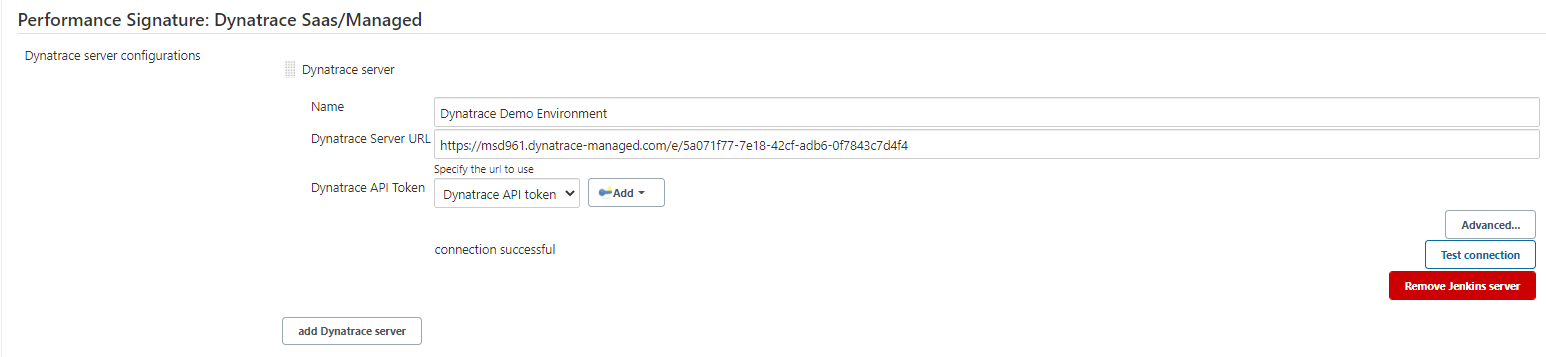 Performance Signature: Dynatrace Saas/Managed
Dynatrace server configurations
Dynatrace server
Name
Dynatrace Demo Environment
Dynatrace Server URL
https://msd961.dynatrace-managed.com/e/5a071f77-7e18-42cf-adb6-0f7843c7d4f4
Specify the url to use
Dynatrace API Token
Dynatrace API token
Add
Advanced...
connection successful
Test connection
Remove Jenkins server
add Dynatrace server